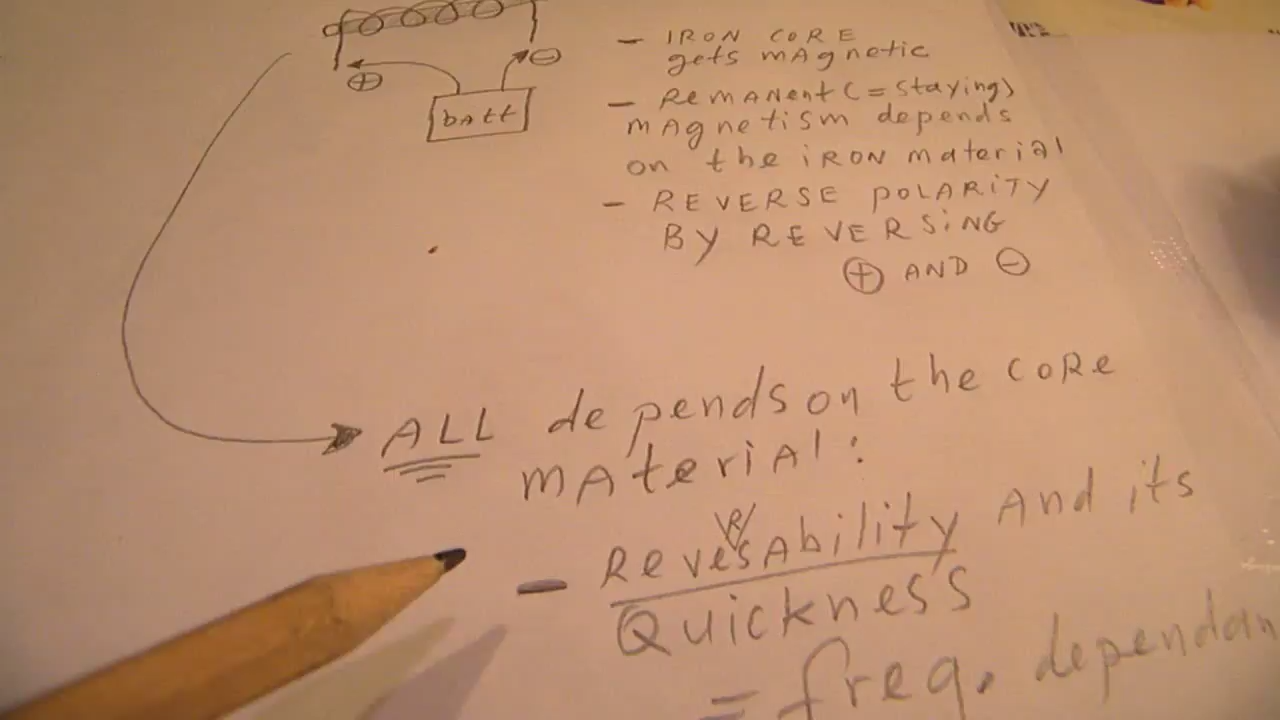 - IRON CORE
gets magnetic
- Remanent (= staying)
magnetism depends
on the iron material
- REVERSE POLARITY
BY REVERSING
⊕ AND ⊖
⊕ ⊖
batt
ALL depends on the core
material:
- RevesAbility and its
R
Quickness
= freq. dependan